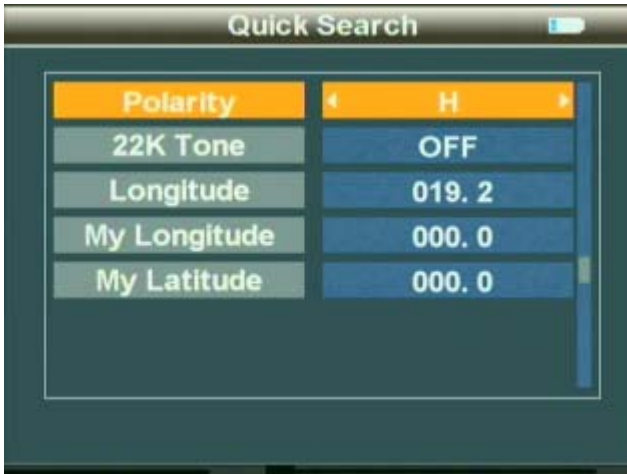 Quick Search
Polarity H
22K Tone OFF
Longitude 019. 2
My Longitude 000. 0
My Latitude 000. 0